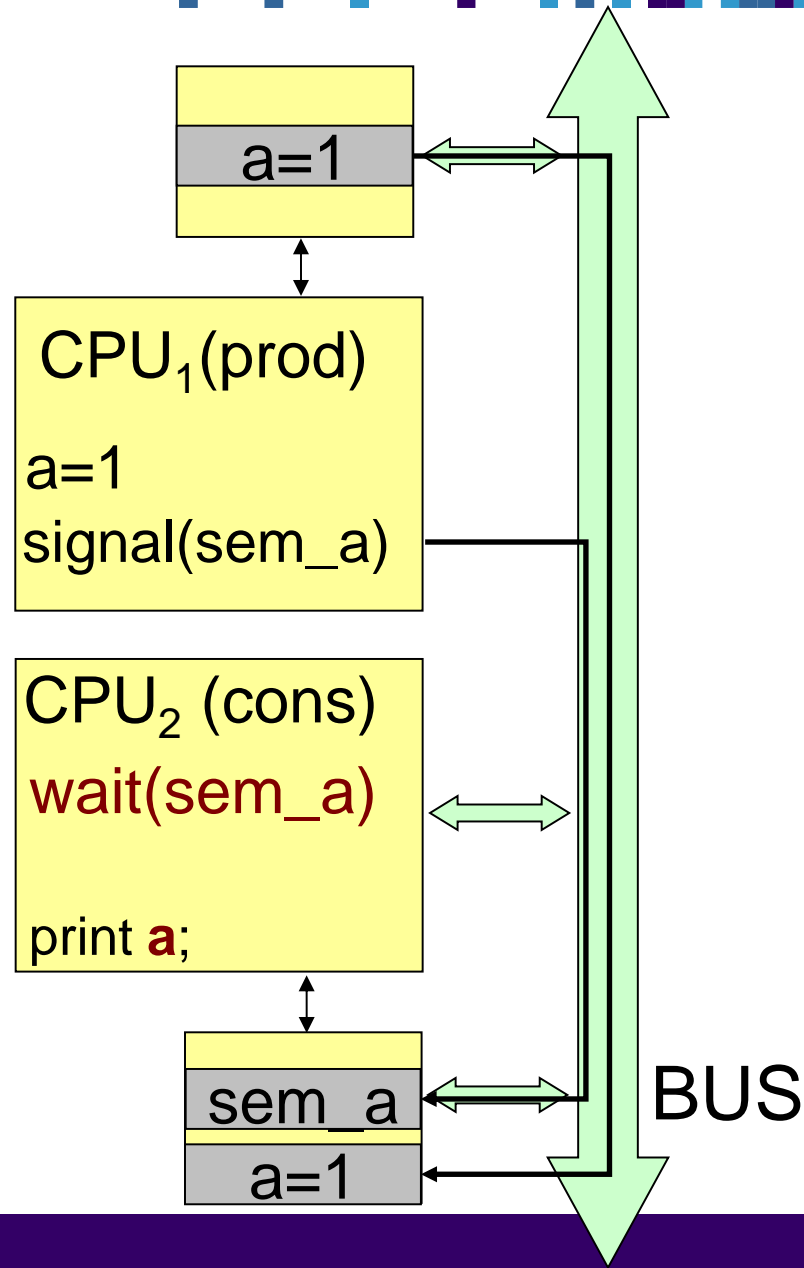 a=1
CPU₁(prod)
a=1
signal(sem_a)
CPU₂ (cons)
wait(sem_a)
print a;
sem_a
BUS
a=1